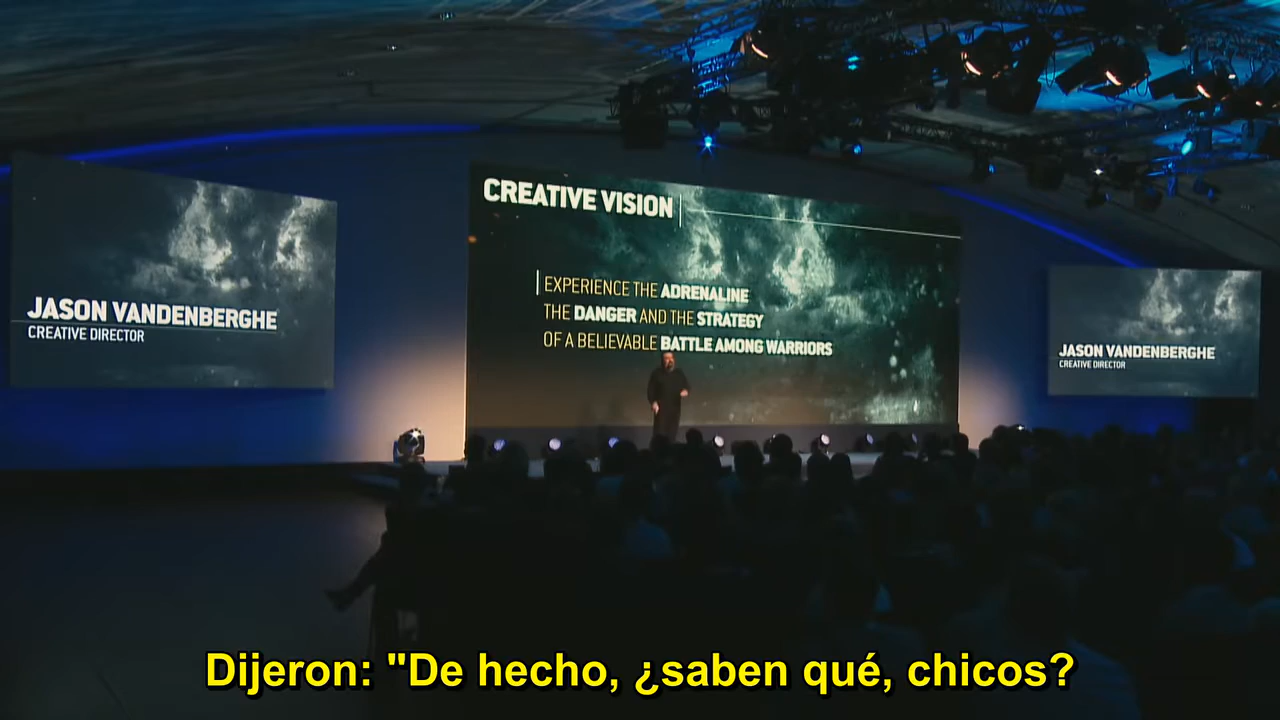 CREATIVE VISION
EXPERIENCE THE ADRENALINE
THE DANGER AND THE STRATEGY
OF A BELIEVABLE BATTLE AMONG WARRIORS
JASON VANDENBERGHE
CREATIVE DIRECTOR
JASON VANDENBERGHE
CREATIVE DIRECTOR
Dijeron: "De hecho, ¿saben qué, chicos?